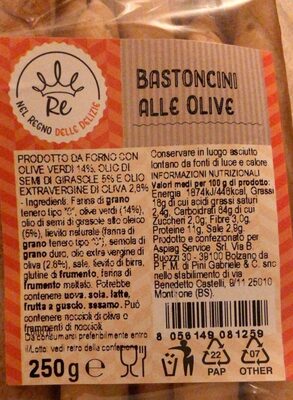 Re
NEL REGNO DELLE DELIZIE
BASTONCINI
ALLE OLIVE
PRODOTTO DA FORNO CON
OLIVE VERDI 14%, OLIO DI
SEMI DI GIRASOLE 5% E OLIO
EXTRAVERGINE DI OLIVA 2,6%
- Ingredienti: Farina di grano
tenero tipo "0", olive verdi (14%),
olio di semi di girasole alto oleico
(5%), lievito naturale (farina di
grano tenero tipo "0"), semola di
grano duro, olio extra vergine di
oliva (2,6%), sale, lievito di birra,
glutine di frumento, farina di
frumento maltato. Potrebbe
contenere uova, soia, latte,
frutta a guscio, sesamo. Può
contenere noccioli di oliva o
frammenti di noccioli.
Da consumarsi preferibilmente entro
il/Lotto: vedi retro della confezione
250 g e
Conservare in luogo asciutto
lontano da fonti di luce e calore
INFORMAZIONI NUTRIZIONALI
Valori medi per 100 g di prodotto:
Energia 1874kJ/446kcal, Grassi
18g di cui acidi grassi saturi
2,4g, Carboidrati 64g di cui
Zuccheri 2,0g, Fibre 3,0g,
Proteine 11g, Sale 2,9g.
Prodotto e confezionato per
Aspiag Service Srl, Via B.
Buozzi 30 - 39100 Bolzano da
P.F.M. di Pini Gabriele & C. snc
nello stabilimento di via
Benedetto Castelli, 9/11 25010
Montirone (BS).
8 056149 081259
22
PAP
07
OTHER